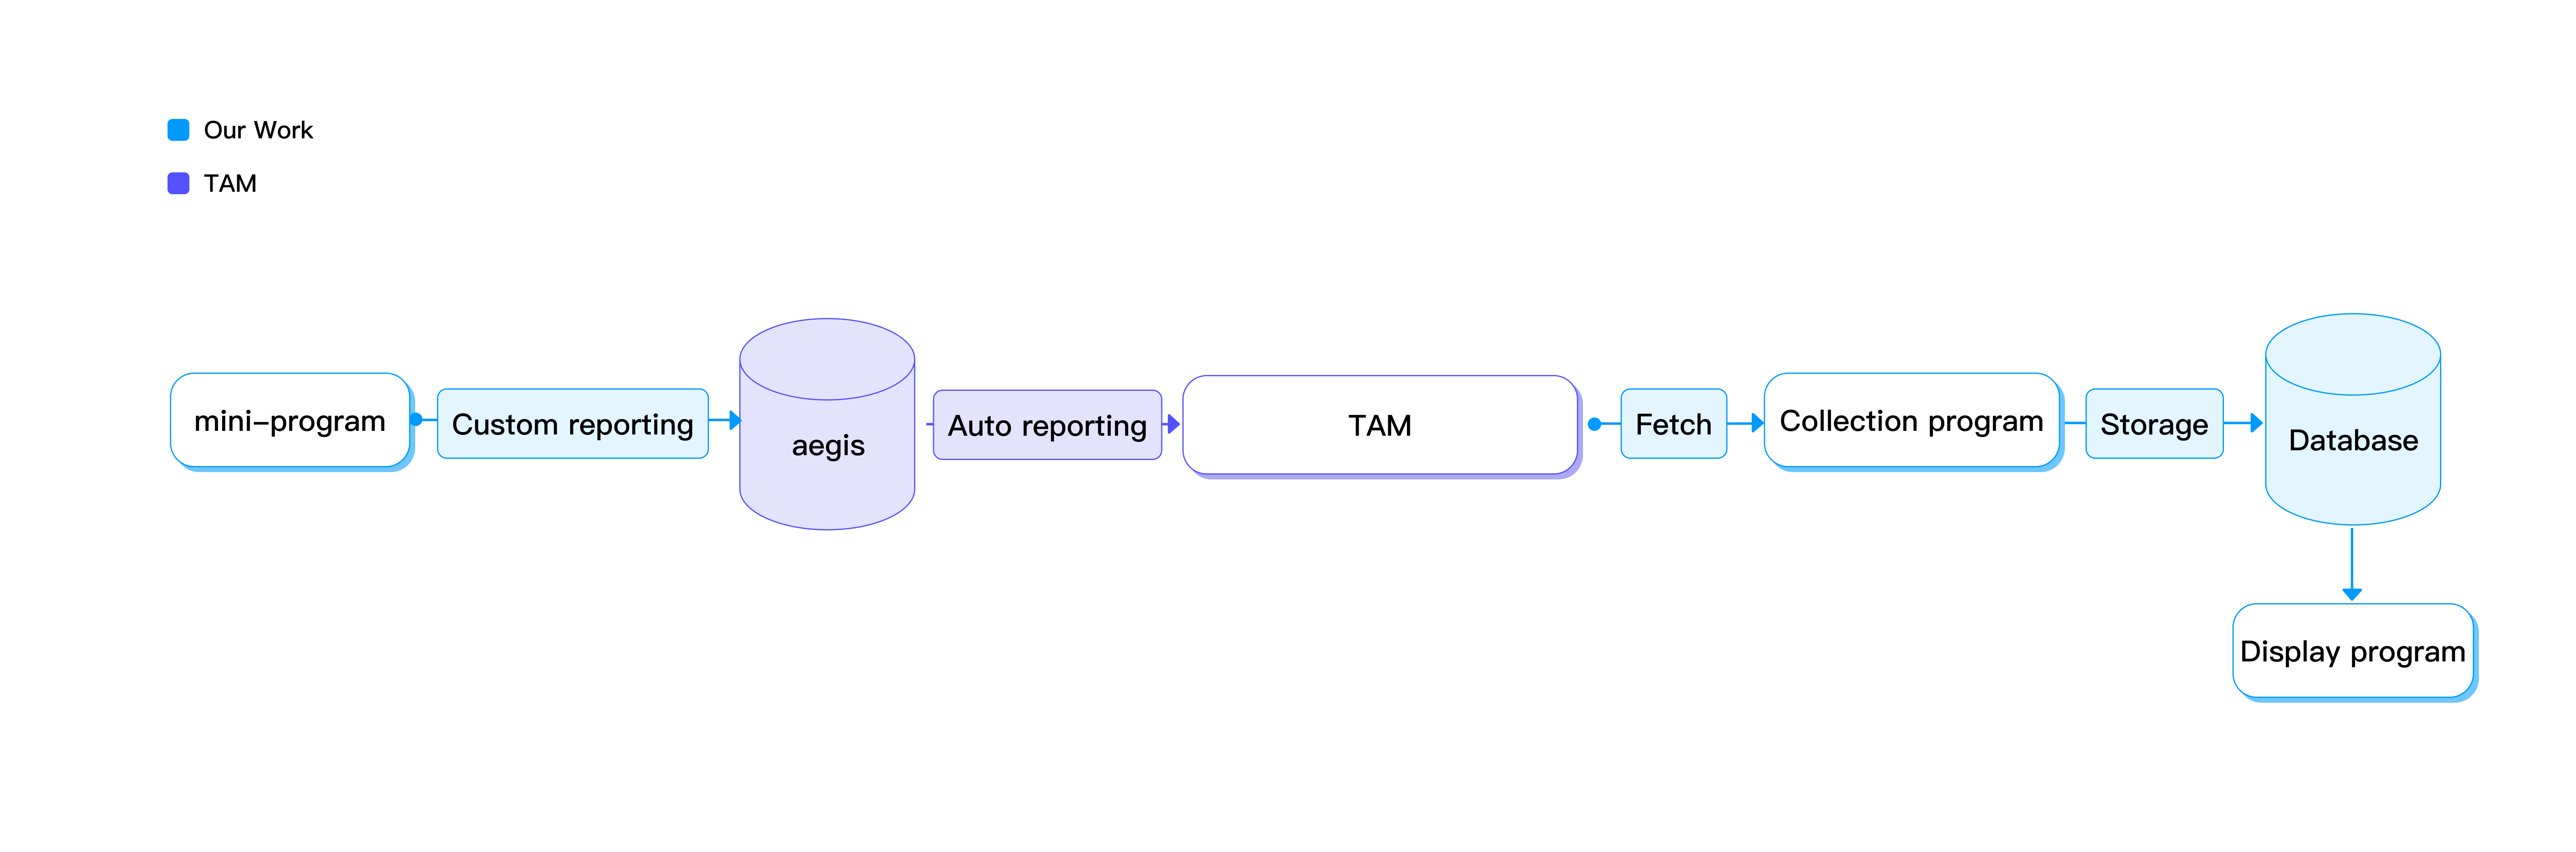 Our Work
TAM
mini-program
Custom reporting
aegis
Auto reporting
TAM
Fetch
Collection program
Storage
Database
Display program